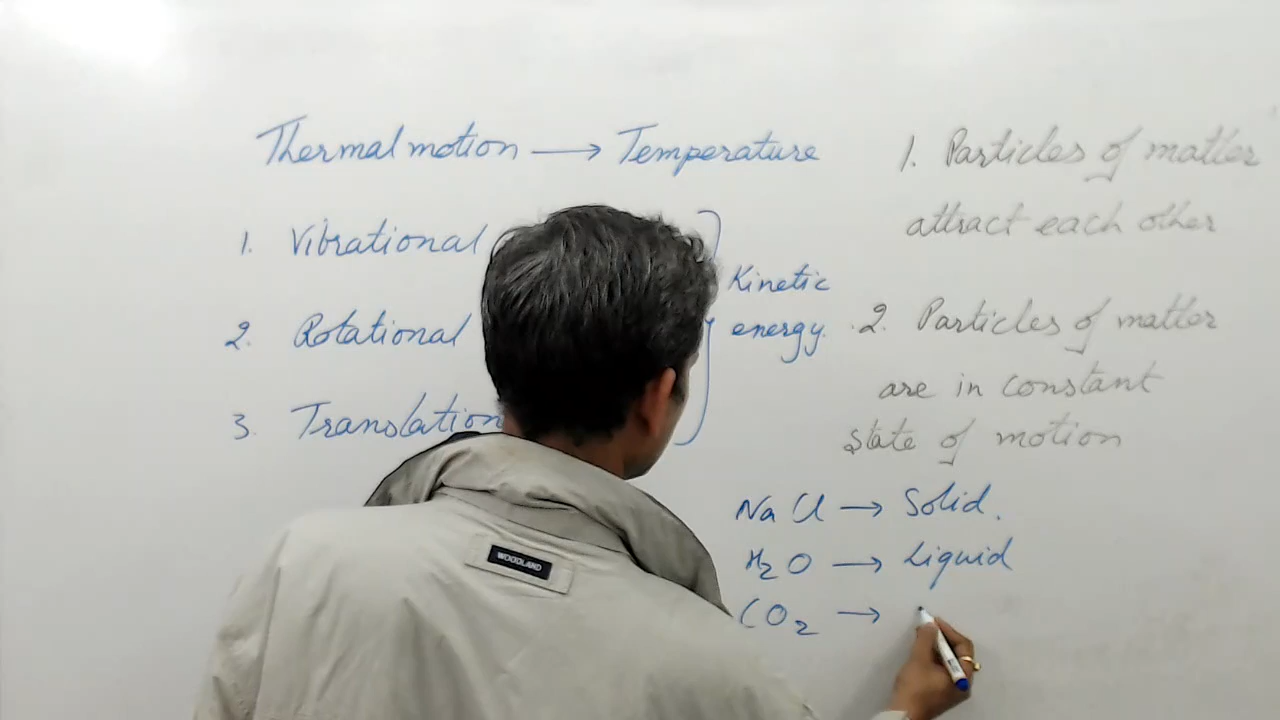 Thermal motion → Temperature
1. Vibrational
2. Rotational
3. Translation
Kinetic
energy.
1. Particles of matter
attract each other
2. Particles of matter
are in constant
state of motion
NaCl → Solid.
H₂O → Liquid
CO₂ →
WOODLAND